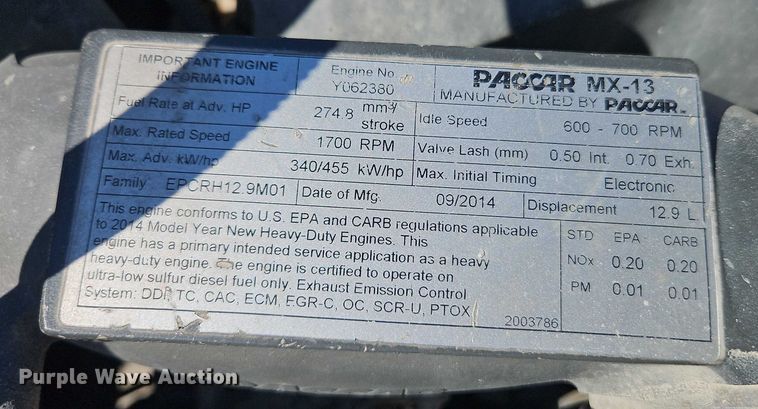 IMPORTANT ENGINE INFORMATION
Engine No.
Y062380
PACCAR MX-13
MANUFACTURED BY PACCAR
Fuel Rate at Adv. HP 274.8 mm³/stroke
Idle Speed 600 - 700 RPM
Max. Rated Speed 1700 RPM
Valve Lash (mm) 0.50 Int. 0.70 Exh.
Max. Adv. kW/hp 340/455 kW/hp
Max. Initial Timing Electronic
Family EPCRH12.9M01
Date of Mfg. 09/2014
Displacement 12.9 L
This engine conforms to U.S. EPA and CARB regulations applicable
to 2014 Model Year New Heavy-Duty Engines. This
engine has a primary intended service application as a heavy
heavy-duty engine. The engine is certified to operate on
ultra-low sulfur diesel fuel only. Exhaust Emission Control
System: DDI, TC, CAC, ECM, EGR-C, OC, SCR-U, PTOX
2003786
STD EPA CARB
NOx 0.20 0.20
PM 0.01 0.01
Purple Wave Auction